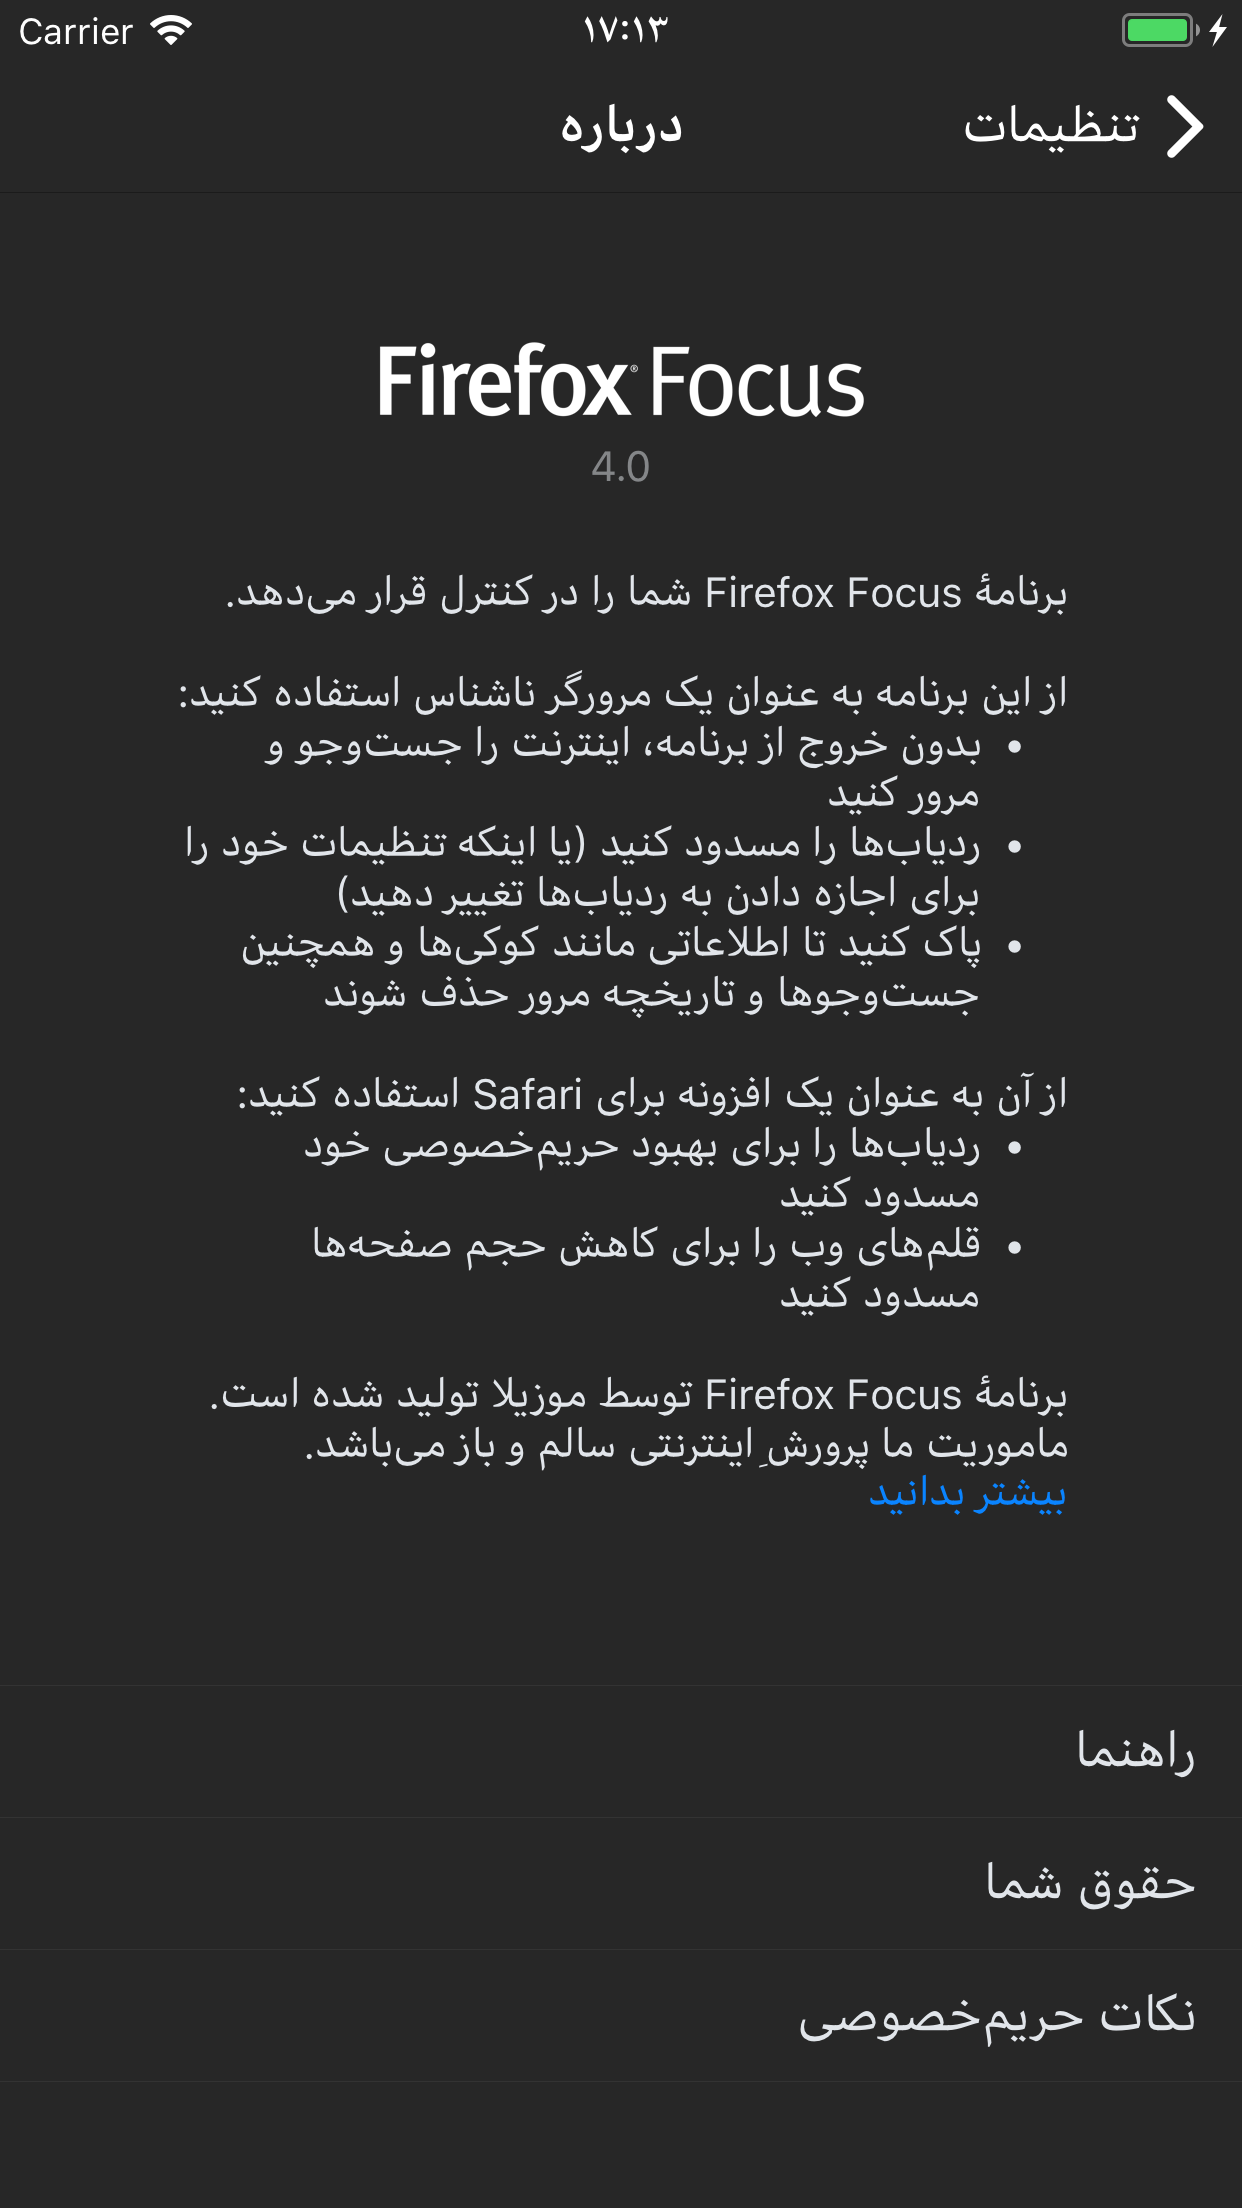 Carrier
۱۷:۱۳
تنظیمات
درباره
Firefox® Focus
4.0
برنامهٔ Firefox Focus شما را در کنترل قرار می‌دهد.
از این برنامه به عنوان یک مرورگر ناشناس استفاده کنید:
• بدون خروج از برنامه، اینترنت را جست‌وجو و
مرور کنید
• ردیاب‌ها را مسدود کنید (یا اینکه تنظیمات خود را
برای اجازه دادن به ردیاب‌ها تغییر دهید)
• پاک کنید تا اطلاعاتی مانند کوکی‌ها و همچنین
جست‌وجوها و تاریخچه مرور حذف شوند
از آن به عنوان یک افزونه برای Safari استفاده کنید:
• ردیاب‌ها را برای بهبود حریم‌خصوصی خود
مسدود کنید
• قلم‌های وب را برای کاهش حجم صفحه‌ها
مسدود کنید
برنامهٔ Firefox Focus توسط موزیلا تولید شده است.
ماموریت ما پرورشِ اینترنتی سالم و باز می‌باشد.
بیشتر بدانید
راهنما
حقوق شما
نکات حریم‌خصوصی